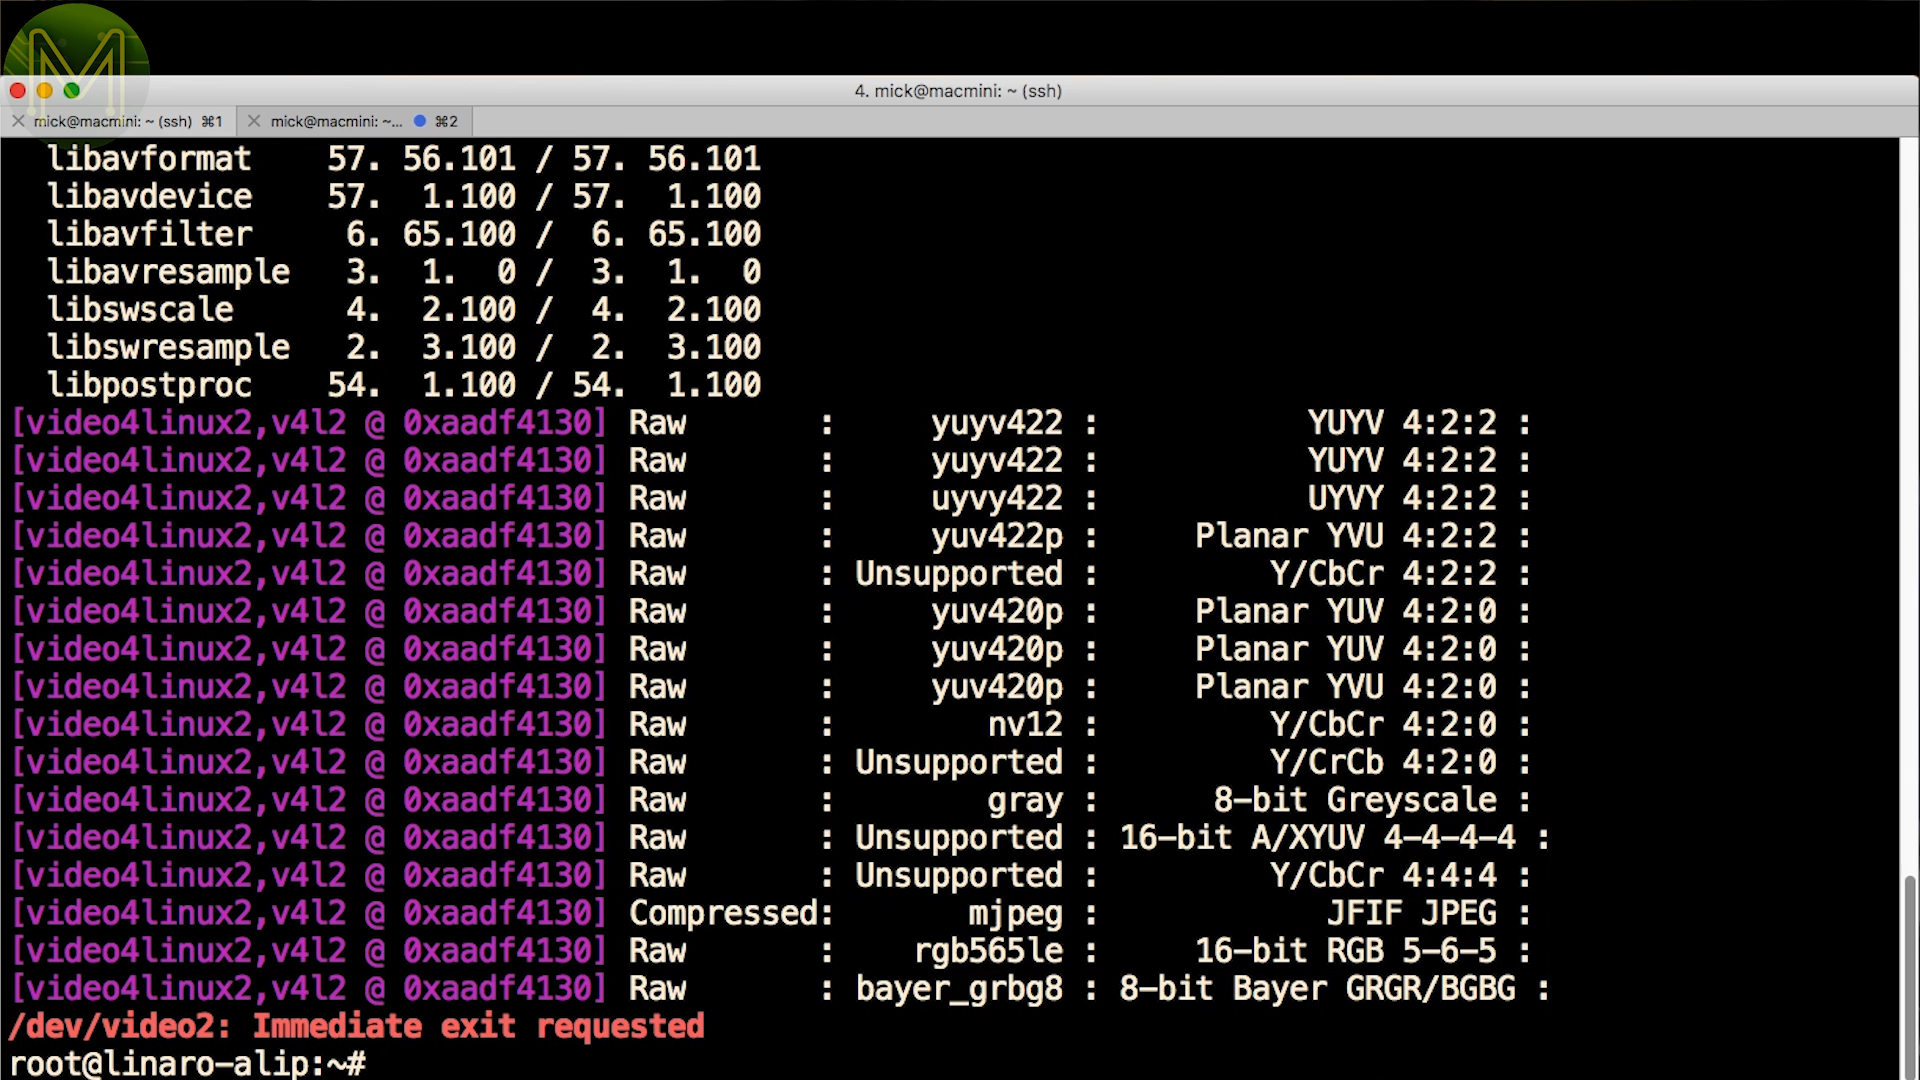 M
4. mick@macmini: ~ (ssh)
mick@macmini: ~ (ssh) ⌘1 mick@macmini: ~... ⌘2
libavformat 57. 56.101 / 57. 56.101
libavdevice 57. 1.100 / 57. 1.100
libavfilter 6. 65.100 / 6. 65.100
libavresample 3. 1. 0 / 3. 1. 0
libswscale 4. 2.100 / 4. 2.100
libswresample 2. 3.100 / 2. 3.100
libpostproc 54. 1.100 / 54. 1.100
[video4linux2,v4l2 @ 0xaadf4130] Raw : yuyv422 : YUYV 4:2:2 :
[video4linux2,v4l2 @ 0xaadf4130] Raw : yuyv422 : YUYV 4:2:2 :
[video4linux2,v4l2 @ 0xaadf4130] Raw : uyvy422 : UYVY 4:2:2 :
[video4linux2,v4l2 @ 0xaadf4130] Raw : yuv422p : Planar YVU 4:2:2 :
[video4linux2,v4l2 @ 0xaadf4130] Raw : Unsupported : Y/CbCr 4:2:2 :
[video4linux2,v4l2 @ 0xaadf4130] Raw : yuv420p : Planar YUV 4:2:0 :
[video4linux2,v4l2 @ 0xaadf4130] Raw : yuv420p : Planar YUV 4:2:0 :
[video4linux2,v4l2 @ 0xaadf4130] Raw : yuv420p : Planar YVU 4:2:0 :
[video4linux2,v4l2 @ 0xaadf4130] Raw : nv12 : Y/CbCr 4:2:0 :
[video4linux2,v4l2 @ 0xaadf4130] Raw : Unsupported : Y/CrCb 4:2:0 :
[video4linux2,v4l2 @ 0xaadf4130] Raw : gray : 8-bit Greyscale :
[video4linux2,v4l2 @ 0xaadf4130] Raw : Unsupported : 16-bit A/XYUV 4-4-4-4 :
[video4linux2,v4l2 @ 0xaadf4130] Raw : Unsupported : Y/CbCr 4:4:4 :
[video4linux2,v4l2 @ 0xaadf4130] Compressed: mjpeg : JFIF JPEG :
[video4linux2,v4l2 @ 0xaadf4130] Raw : rgb565le : 16-bit RGB 5-6-5 :
[video4linux2,v4l2 @ 0xaadf4130] Raw : bayer_grbg8 : 8-bit Bayer GRGR/BGBG :
/dev/video2: Immediate exit requested
root@linaro-alip:~#